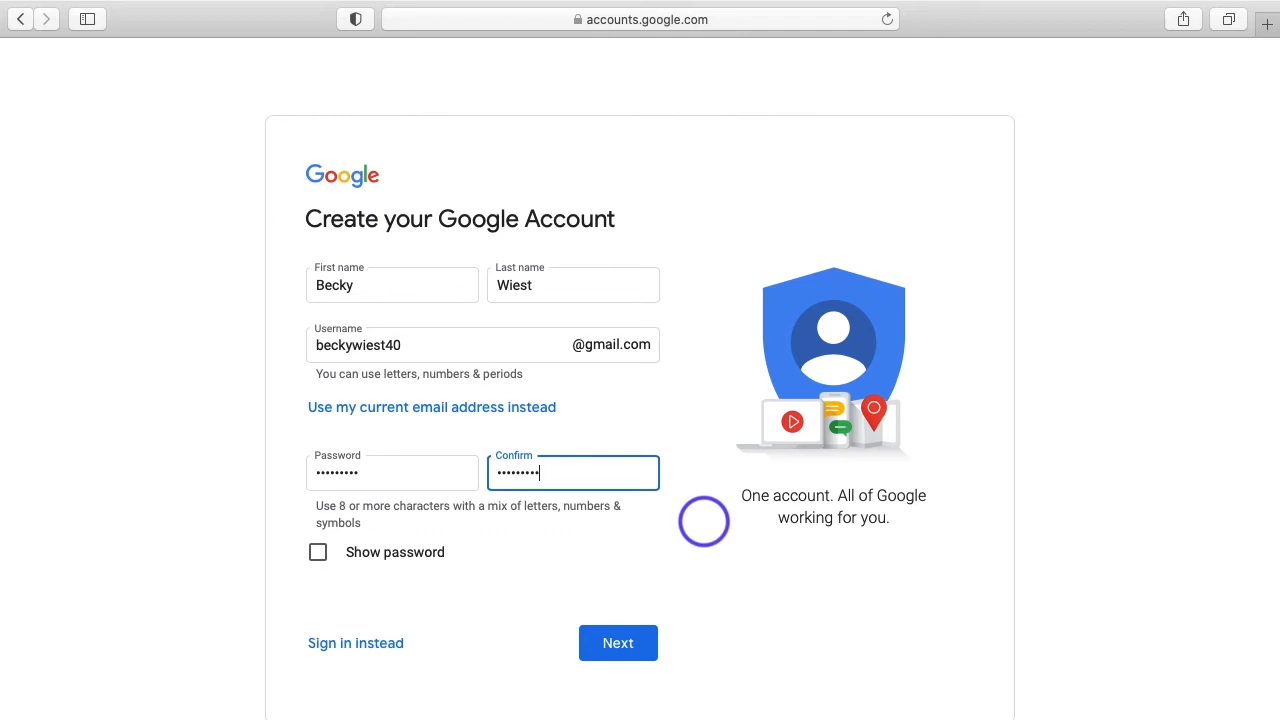 accounts.google.com
Google
Create your Google Account
First name
Becky
Last name
Wiest
Username
beckywiest40
@gmail.com
You can use letters, numbers & periods
Use my current email address instead
Password
•••••••••
Confirm
•••••••••
Use 8 or more characters with a mix of letters, numbers &
symbols
Show password
Sign in instead
Next
One account. All of Google
working for you.